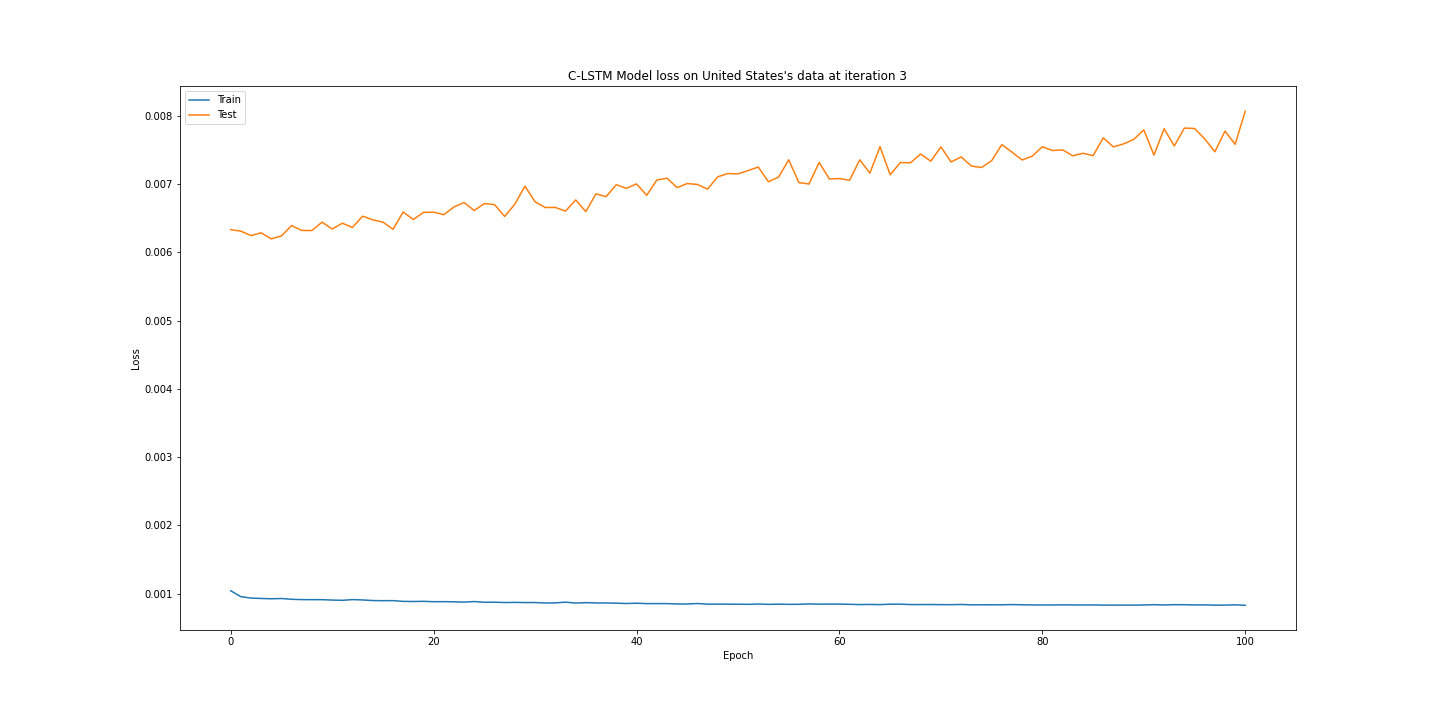 C-LSTM Model loss on United States's data at iteration 3
Train
Test
0.008
0.007
0.006
0.005
0.004
0.003
0.002
0.001
Loss
0 20 40 60 80 100
Epoch